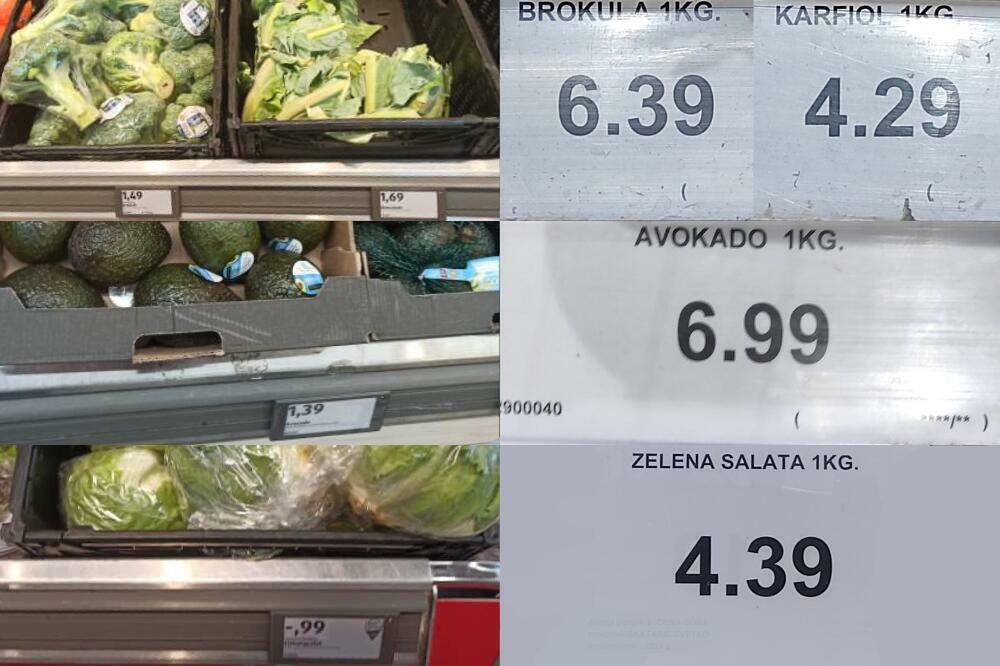 BROKULA 1KG.
6.39
KARFIOL 1KG
4.29
1,49
1,69
AVOKADO 1KG.
6.99
900040
( ****/** )
1,39
Avocado
ZELENA SALATA 1KG.
4.39
-,99